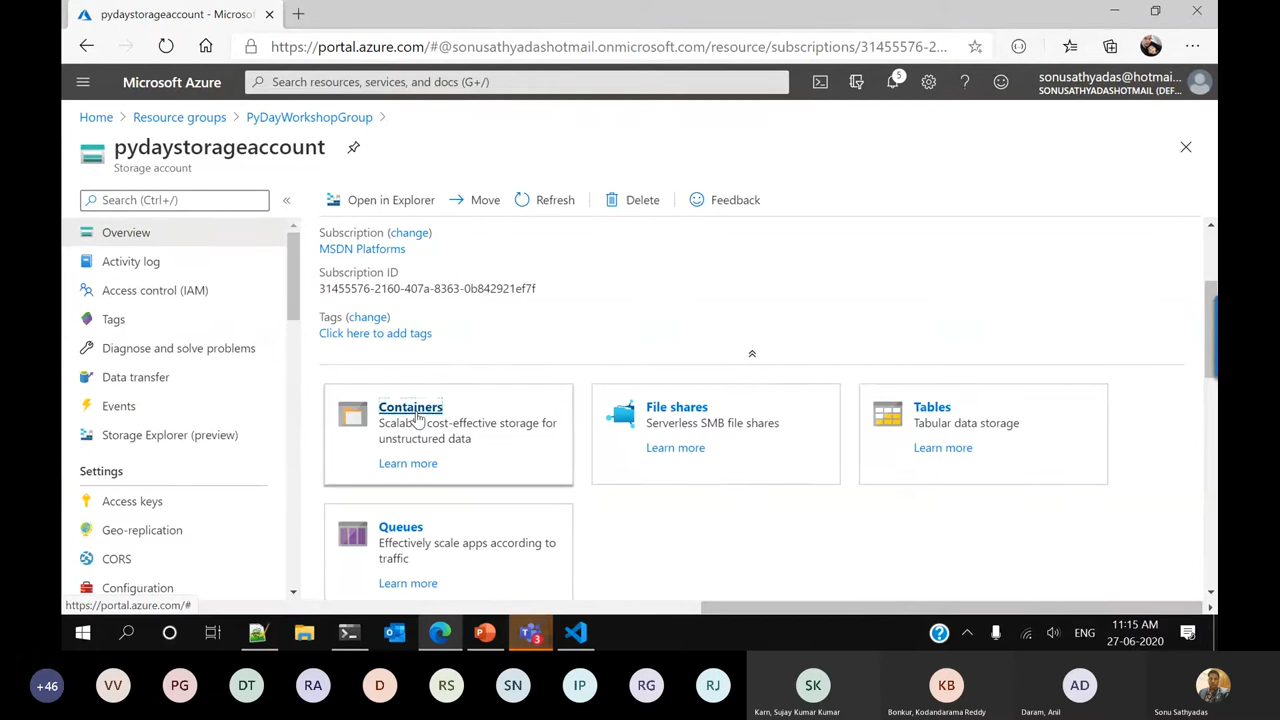 pydaystorageaccount - Microso
https://portal.azure.com/#@sonusathyadashotmail.onmicrosoft.com/resource/subscriptions/31455576-2...
Microsoft Azure
Search resources, services, and docs (G+/)
5
sonusathyadas@hotmai...
SONUSATHYADASHOTMAIL (DEF...
Home > Resource groups > PyDayWorkshopGroup >
pydaystorageaccount
Storage account
Search (Ctrl+/)
«
Overview
Activity log
Access control (IAM)
Tags
Diagnose and solve problems
Data transfer
Events
Storage Explorer (preview)
Settings
Access keys
Geo-replication
CORS
Configuration
https://portal.azure.com/#
Open in Explorer
Move
Refresh
Delete
Feedback
Subscription (change)
MSDN Platforms
Subscription ID
31455576-2160-407a-8363-0b842921ef7f
Tags (change)
Click here to add tags
Containers
Scalable, cost-effective storage for
unstructured data
Learn more
File shares
Serverless SMB file shares
Learn more
Tables
Tabular data storage
Learn more
Queues
Effectively scale apps according to
traffic
Learn more
3
ENG
11:15 AM
27-06-2020
+46
VV
PG
DT
RA
D
RS
SN
IP
RG
RJ
SK
Karn, Sujay Kumar Kumar
KB
Bonkur, Kodandarama Reddy
AD
Daram, Anil
Sonu Sathyadas